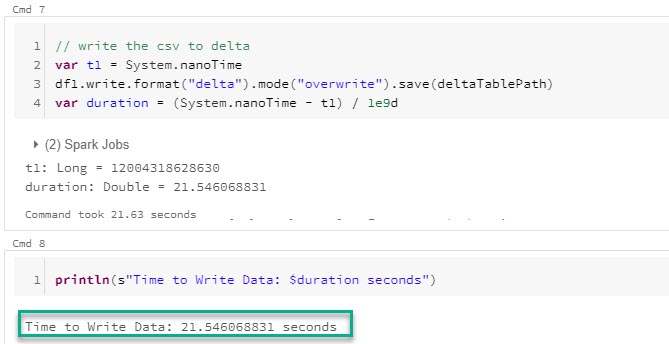 Cmd 7
1 // write the csv to delta
2 var t1 = System.nanoTime
3 df1.write.format("delta").mode("overwrite").save(deltaTablePath)
4 var duration = (System.nanoTime - t1) / 1e9d
(2) Spark Jobs
t1: Long = 12004318628630
duration: Double = 21.546068831
Command took 21.63 seconds
Cmd 8
1 println(s"Time to Write Data: $duration seconds")
Time to Write Data: 21.546068831 seconds